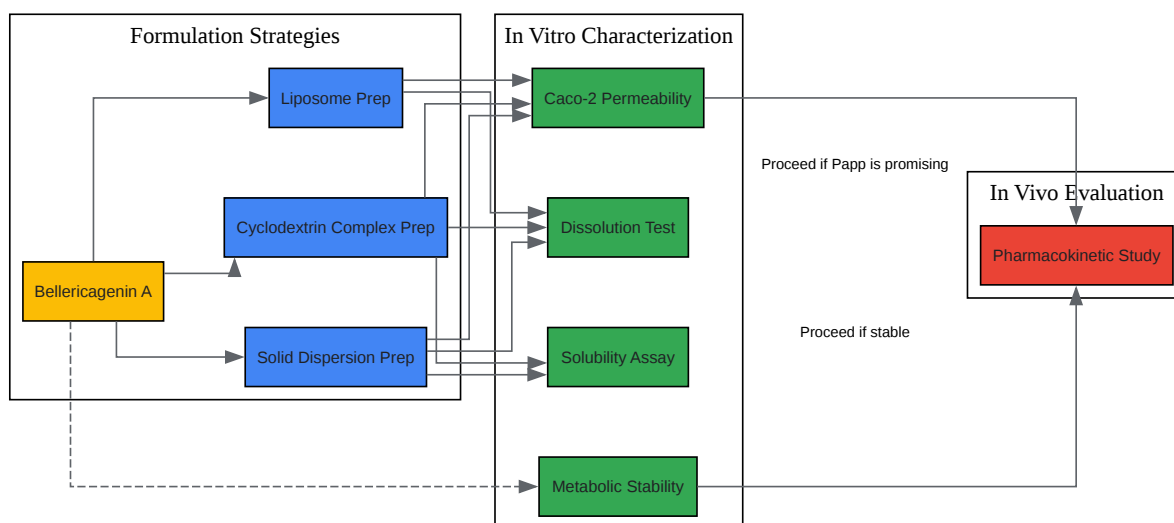 Formulation Strategies
In Vitro Characterization
Liposome Prep
Caco-2 Permeability
Proceed if Papp is promising
In Vivo Evaluation
Cyclodextrin Complex Prep
Dissolution Test
Pharmacokinetic Study
Bellericagenin A
Proceed if stable
Solid Dispersion Prep
Solubility Assay
Metabolic Stability